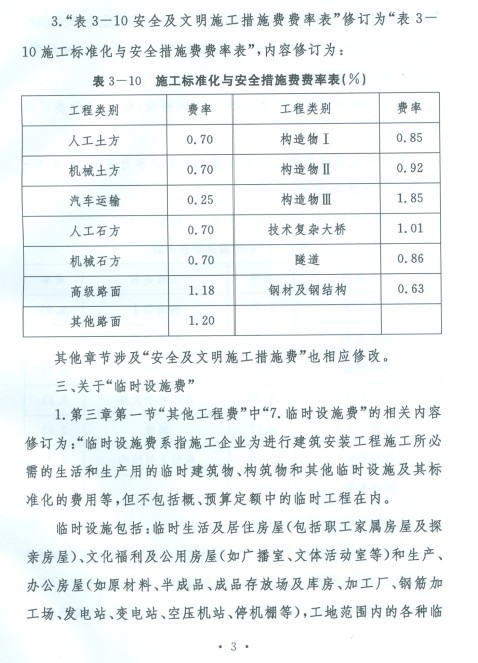 3.“表 3—10 安全及文明施工措施费费率表”修订为“表 3—
10 施工标准化与安全措施费费率表”,内容修订为:
表 3—10 施工标准化与安全措施费费率表(%)
工程类别 费率 工程类别 费率
人工土方 0.70 构造物Ⅰ 0.85
机械土方 0.70 构造物Ⅱ 0.92
汽车运输 0.25 构造物Ⅲ 1.85
人工石方 0.70 技术复杂大桥 1.01
机械石方 0.70 隧道 0.86
高级路面 1.18 钢材及钢结构 0.63
其他路面 1.20
其他章节涉及“安全及文明施工措施费”也相应修改。
三、关于“临时设施费”
1.第三章第一节“其他工程费”中“7.临时设施费”的相关内容
修订为:“临时设施费系指施工企业为进行建筑安装工程施工所必
需的生活和生产用的临时建筑物、构筑物和其他临时设施及其标
准化的费用等,但不包括概、预算定额中的临时工程在内。
临时设施包括:临时生活及居住房屋(包括职工家属房屋及探
亲房屋)、文化福利及公用房屋(如广播室、文体活动室等)和生产、
办公房屋(如原材料、半成品、成品存放场及库房、加工厂、钢筋加
工场、发电站、变电站、空压机站、停机棚等),工地范围内的各种临
· 3 ·